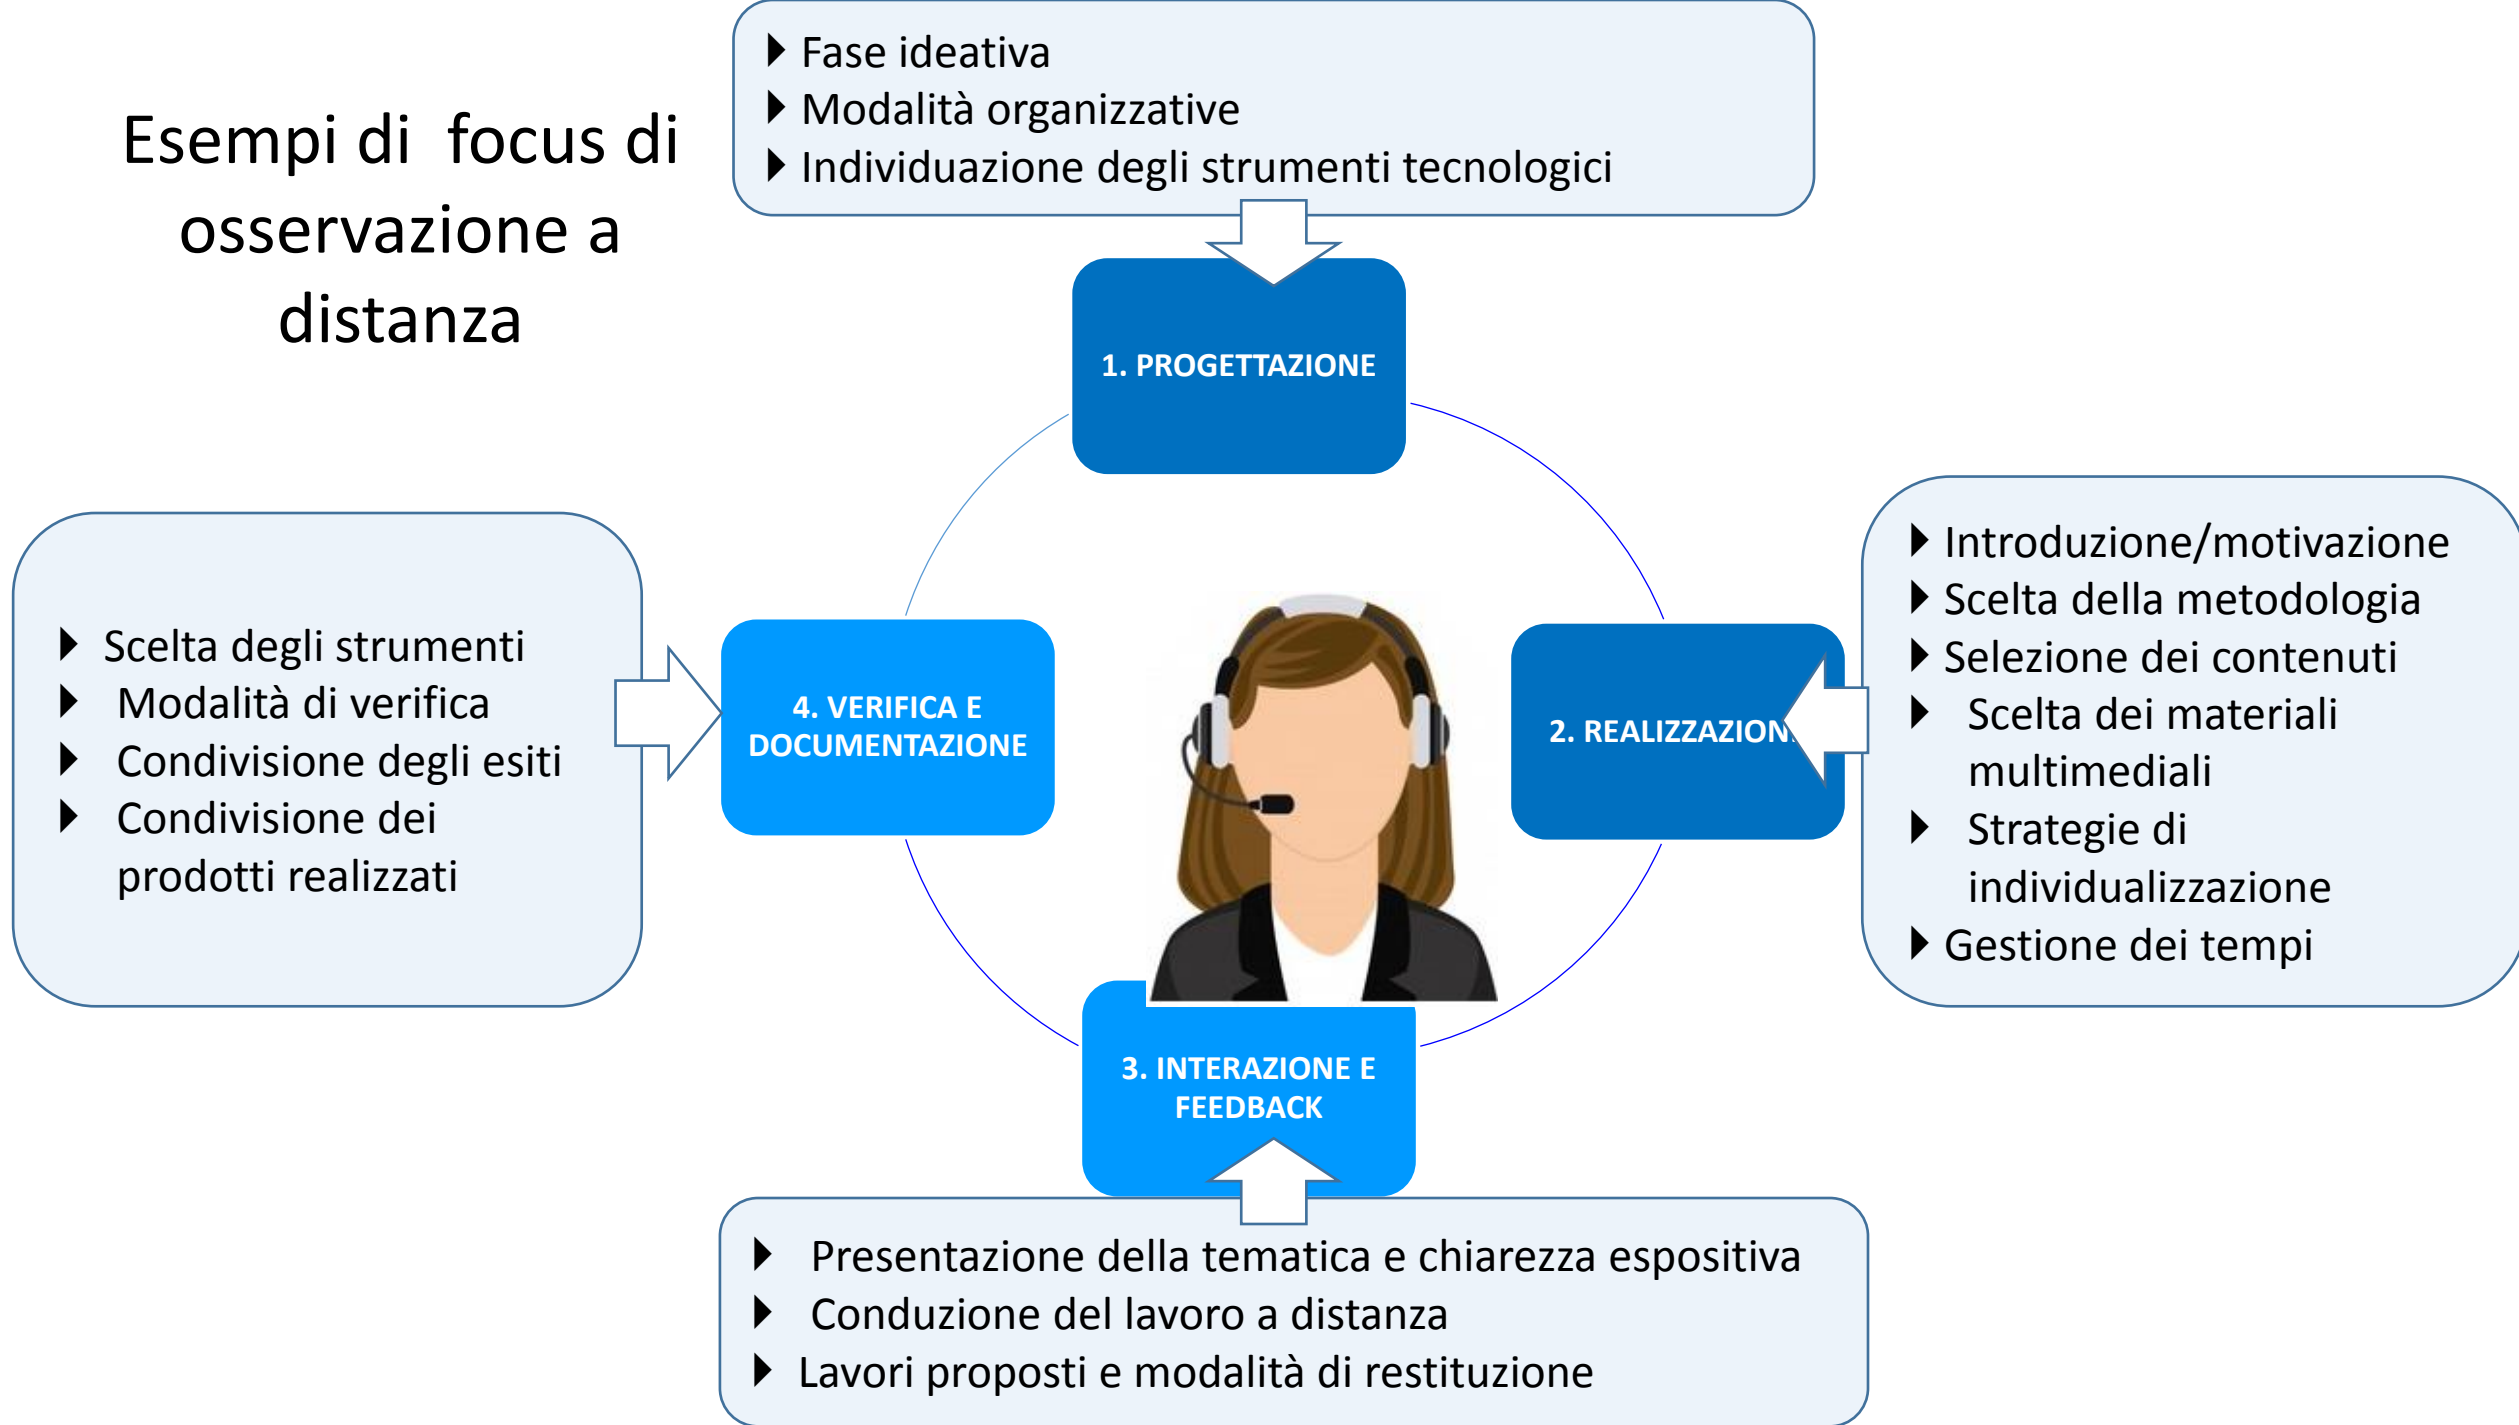 Esempi di  focus di
osservazione a
distanza
Fase ideativa
Modalità organizzative
Individuazione degli strumenti tecnologici
1. PROGETTAZIONE
Introduzione/motivazione
Scelta della metodologia
Selezione dei contenuti
Scelta dei materiali
multimediali
Strategie di
individualizzazione
Gestione dei tempi
2. REALIZZAZION
3. INTERAZIONE E
FEEDBACK
Presentazione della tematica e chiarezza espositiva
Conduzione del lavoro a distanza
Lavori proposti e modalità di restituzione
4. VERIFICA E
DOCUMENTAZIONE
Scelta degli strumenti
Modalità di verifica
Condivisione degli esiti
Condivisione dei
prodotti realizzati